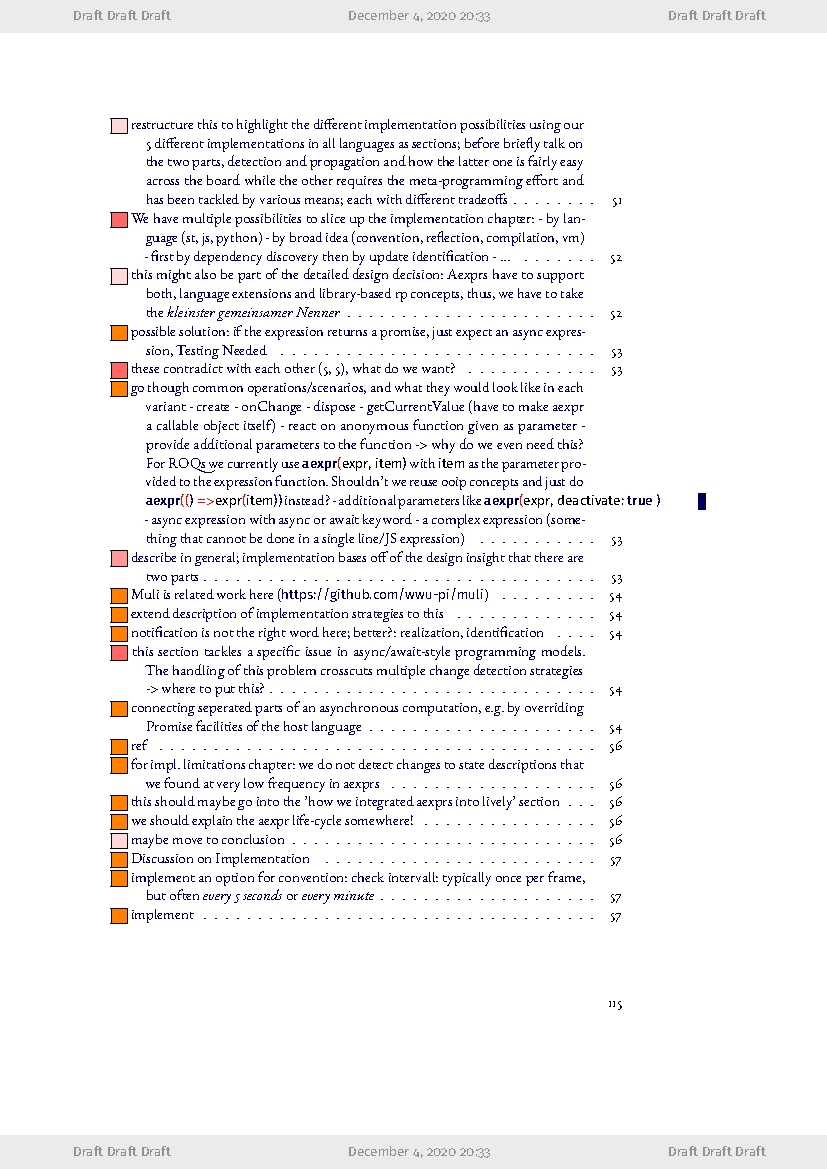 Draft Draft Draft December 4, 2020 20:33 Draft Draft Draft
restructure this to highlight the different implementation possibilities using our
5 different implementations in all languages as sections; before briefly talk on
the two parts, detection and propagation and how the latter one is fairly easy
across the board while the other requires the meta-programming effort and
has been tackled by various means; each with different tradeoffs . . . . . . . . 51
We have multiple possibilities to slice up the implementation chapter: - by lan-
guage (st, js, python) - by broad idea (convention, reflection, compilation, vm)
- first by dependency discovery then by update identification - ... . . . . . . . . 52
this might also be part of the detailed design decision: Aexprs have to support
both, language extensions and library-based rp concepts, thus, we have to take
the kleinster gemeinsamer Nenner . . . . . . . . . . . . . . . . . . . . . . . . 52
possible solution: if the expression returns a promise, just expect an async expres-
sion, Testing Needed . . . . . . . . . . . . . . . . . . . . . . . . . . . . . . 53
these contradict with each other (5, 5), what do we want? . . . . . . . . . . . . 53
go though common operations/scenarios, and what they would look like in each
variant - create - onChange - dispose - getCurrentValue (have to make aexpr
a callable object itself) - react on anonymous function given as parameter -
provide additional parameters to the function -> why do we even need this?
For ROQs we currently use aexpr(expr, item) with item as the parameter pro-
vided to the expression function. Shouldn't we reuse oop concepts and just do
aexpr(() =>expr(item)) instead? - additional parameters like aexpr(expr, deactivate: true )
- async expression with async or await keyword - a complex expression (some-
thing that cannot be done in a single line/JS expression) . . . . . . . . . . . 53
describe in general; implementation bases off of the design insight that there are
two parts . . . . . . . . . . . . . . . . . . . . . . . . . . . . . . . . . . . . 53
Muli is related work here (https://github.com/wwu-pi/muli) . . . . . . . . . 54
extend description of implementation strategies to this . . . . . . . . . . . . . 54
notification is not the right word here; better?: realization, identification . . . . 54
this section tackles a specific issue in async/await-style programming models.
The handling of this problem crosscuts multiple change detection strategies
-> where to put this? . . . . . . . . . . . . . . . . . . . . . . . . . . . . . . 54
connecting seperated parts of an asynchronous computation, e.g. by overriding
Promise facilities of the host language . . . . . . . . . . . . . . . . . . . . . . 54
ref . . . . . . . . . . . . . . . . . . . . . . . . . . . . . . . . . . . . . . . . 56
for impl. limitations chapter: we do not detect changes to state descriptions that
we found at very low frequency in aexprs . . . . . . . . . . . . . . . . . . . . 56
this should maybe go into the 'how we integrated aexprs into lively' section . . . 56
we should explain the aexpr life-cycle somewhere! . . . . . . . . . . . . . . . . 56
maybe move to conclusion . . . . . . . . . . . . . . . . . . . . . . . . . . . . 56
Discussion on Implementation . . . . . . . . . . . . . . . . . . . . . . . . . . 57
implement an option for convention: check intervall: typically once per frame,
but often every 5 seconds or every minute . . . . . . . . . . . . . . . . . . . . 57
implement . . . . . . . . . . . . . . . . . . . . . . . . . . . . . . . . . . . . 57
115
Draft Draft Draft December 4, 2020 20:33 Draft Draft Draft